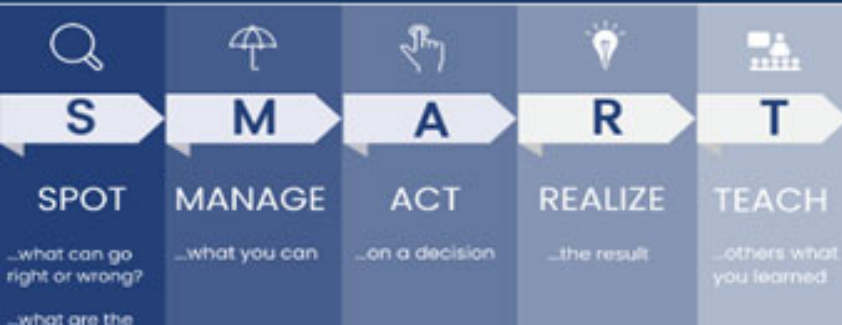 S M A R T
SPOT MANAGE ACT REALIZE TEACH
...what can go
right or wrong?
...what are the
...what you can
...on a decision
...the result
...others what
you learned